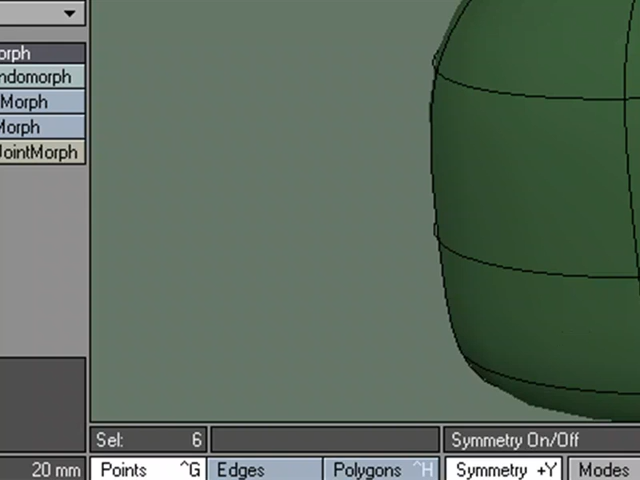 orph
ndomorph
Morph
Morph
JointMorph
Sel: 6
Symmetry On/Off
20 mm
Points ^G
Edges
Polygons ^H
Symmetry +Y
Modes